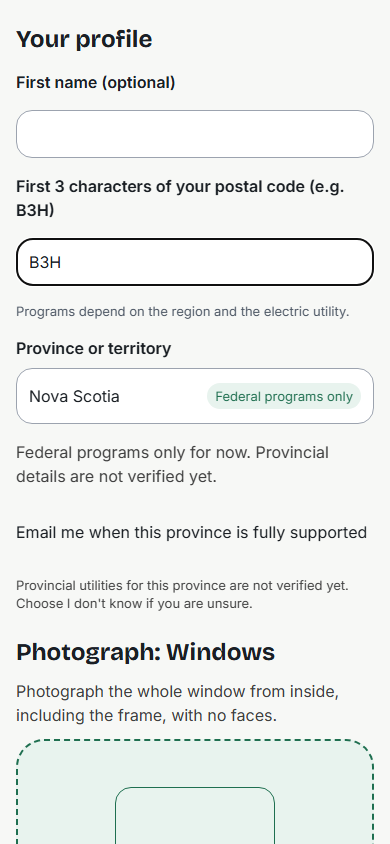 Your profile
First name (optional)
First 3 characters of your postal code (e.g.
B3H)
B3H
Programs depend on the region and the electric utility.
Province or territory
Nova Scotia
Federal programs only
Federal programs only for now. Provincial
details are not verified yet.
Email me when this province is fully supported
Provincial utilities for this province are not verified yet.
Choose I don't know if you are unsure.
Photograph: Windows
Photograph the whole window from inside,
including the frame, with no faces.